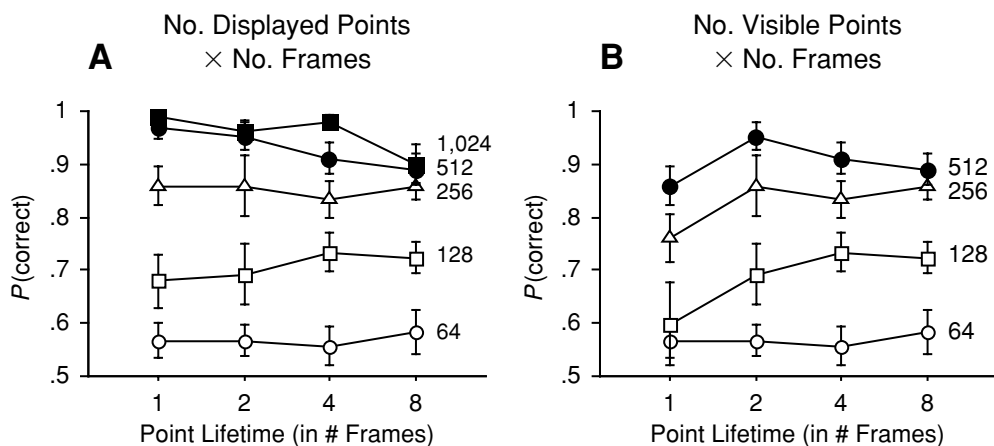 No. Displayed Points
A × No. Frames
P(correct)
1
.9
.8
.7
.6
.5
1,024
512
256
128
64
1 2 4 8
Point Lifetime (in # Frames)
No. Visible Points
B × No. Frames
P(correct)
1
.9
.8
.7
.6
.5
512
256
128
64
1 2 4 8
Point Lifetime (in # Frames)